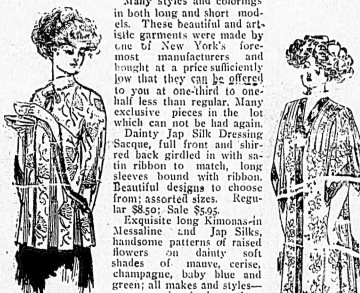 Many styles and colorings
in both long and short mod-
els. These beautiful and art-
istic garments were made by
one of New York's fore-
most manufacturers and
bought at a price sufficiently
low that they can be offered
to you at one-third to one-
half less than regular. Many
exclusive pieces in the lot
which can not be had again.
Dainty Jap Silk Dressing
Sacque, full front and shir-
red back girdled in with sa-
tin ribbon to match, long
sleeves bound with ribbon.
Beautiful designs to choose
from; assorted sizes. Regu-
lar $8.50; Sale $5.95.
Exquisite long Kimonas in
Messaline and Jap Silks,
handsome patterns of raised
flowers on dainty soft
shades of mauve, cerise,
champagne, baby blue and
green; all makes and styles—